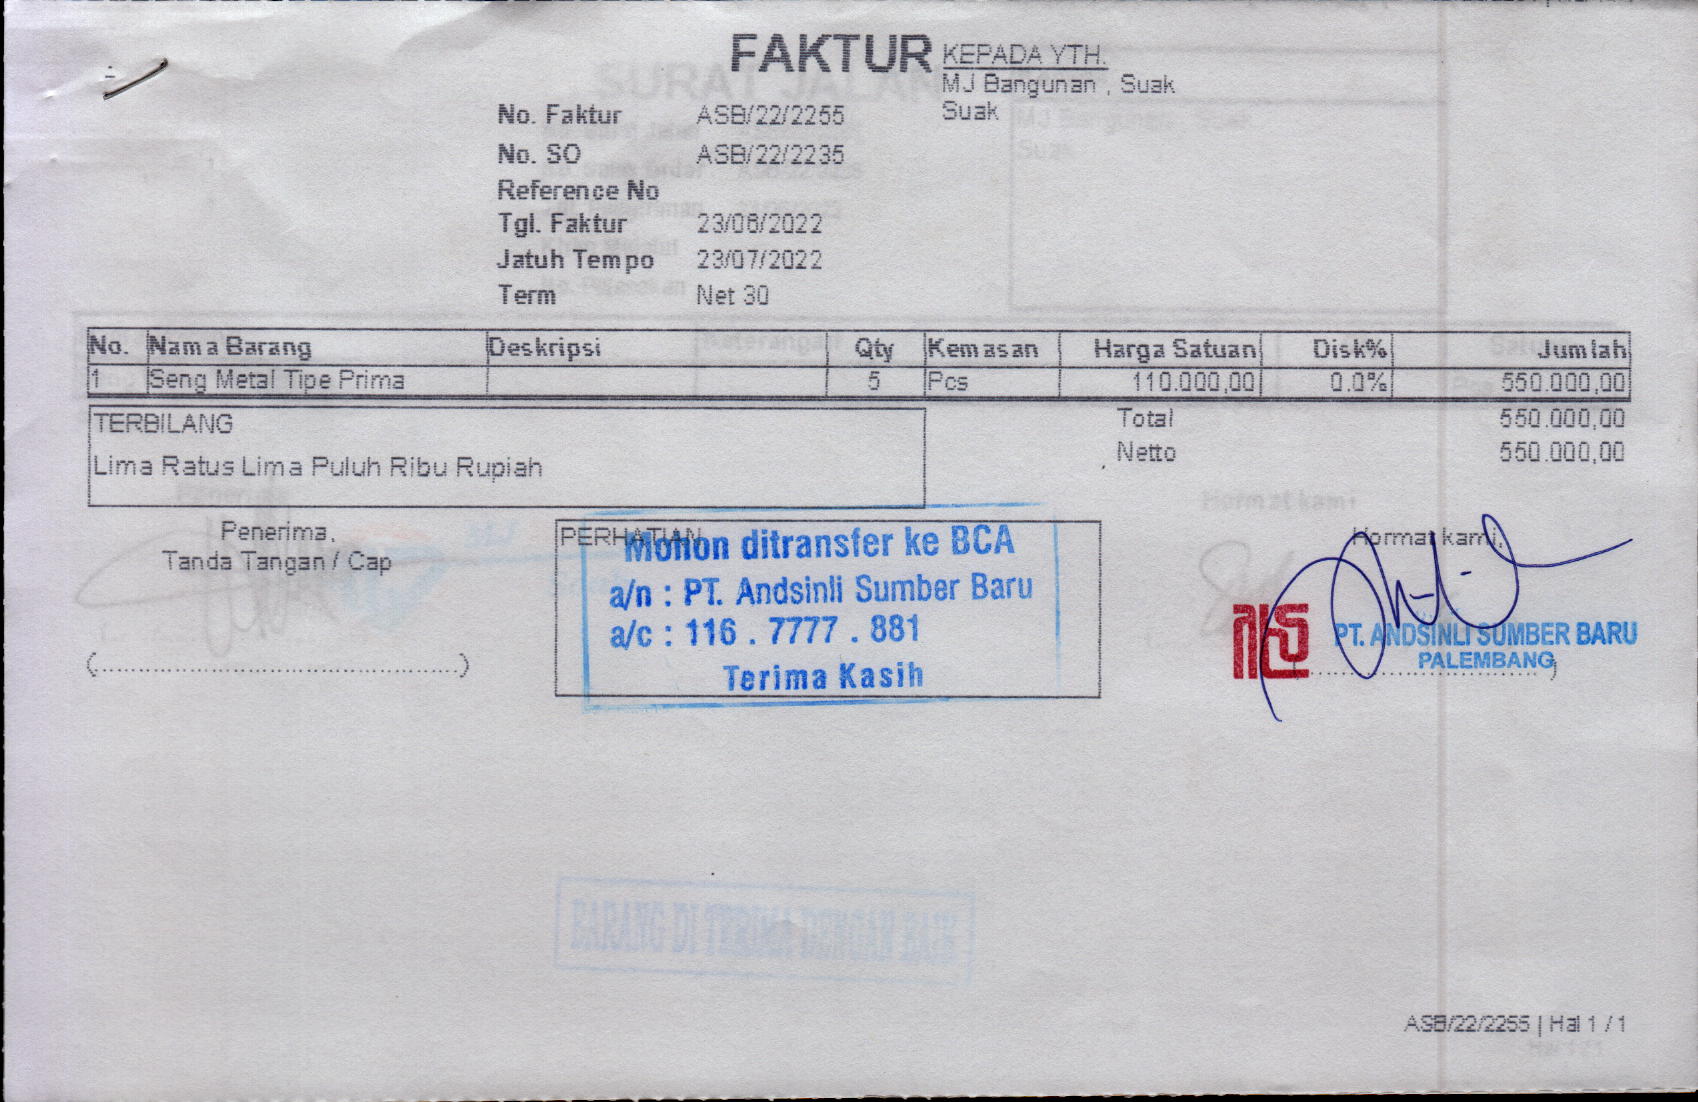 FAKTUR
KEPADA YTH.
MJ Bangunan , Suak
Suak
No. Faktur ASB/22/2255
No. SO ASB/22/2235
Reference No
Tgl. Faktur 23/06/2022
Jatuh Tempo 23/07/2022
Term Net 30
No. Nama Barang Deskripsi Qty Kemasan Harga Satuan Disk% Jumlah
1 Seng Metal Tipe Prima 5 Pcs 110.000,00 0.0% 550.000,00
TERBILANG
Lima Ratus Lima Puluh Ribu Rupiah
Total 550.000,00
Netto 550.000,00
Penerima,
Tanda Tangan / Cap
(..........................................................)
PERHATIAN
Mohon ditransfer ke BCA
a/n : PT. Andsinli Sumber Baru
a/c : 116 . 7777 . 881
Terima Kasih
Hormat kami,
PT. ANDSINLI SUMBER BARU
PALEMBANG
BARANG DI TERIMA DENGAN BAIK
ASB/22/2255 | Hal 1 / 1